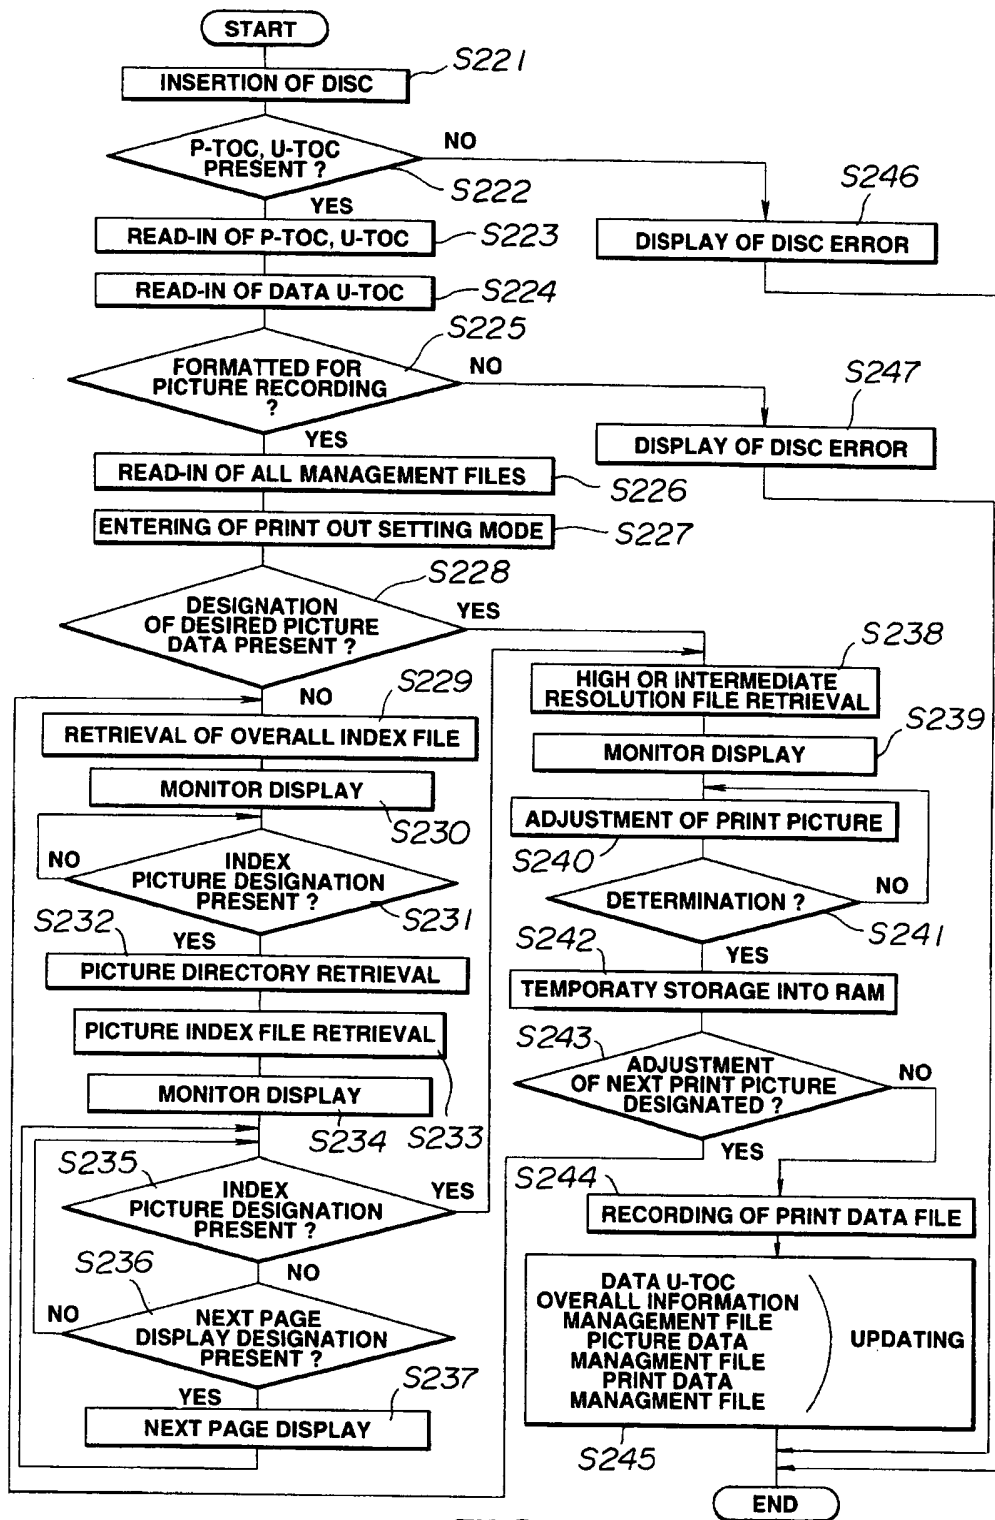 START
S221
INSERTION OF DISC
P-TOC, U-TOC
PRESENT ?
NO
S222
YES
S246
READ-IN OF P-TOC, U-TOC
S223
DISPLAY OF DISC ERROR
READ-IN OF DATA U-TOC
S224
S225
FORMATTED FOR
PICTURE RECORDING
?
NO
YES
S247
DISPLAY OF DISC ERROR
READ-IN OF ALL MANAGEMENT FILES
S226
ENTERING OF PRINT OUT SETTING MODE
S227
S228
DESIGNATION
OF DESIRED PICTURE
DATA PRESENT ?
YES
NO
S229
RETRIEVAL OF OVERALL INDEX FILE
MONITOR DISPLAY
S230
INDEX
PICTURE DESIGNATION
PRESENT ?
NO
S231
YES
S232
PICTURE DIRECTORY RETRIEVAL
PICTURE INDEX FILE RETRIEVAL
S233
MONITOR DISPLAY
S234
S235
INDEX
PICTURE DESIGNATION
PRESENT ?
YES
NO
S236
NO
NEXT PAGE
DISPLAY DESIGNATION
PRESENT ?
YES
S237
NEXT PAGE DISPLAY
S238
HIGH OR INTERMEDIATE
RESOLUTION FILE RETRIEVAL
S239
MONITOR DISPLAY
ADJUSTMENT OF PRINT PICTURE
S240
DETERMINATION ?
NO
S241
YES
S242
TEMPORATY STORAGE INTO RAM
S243
ADJUSTMENT
OF NEXT PRINT PICTURE
DESIGNATED ?
NO
YES
S244
RECORDING OF PRINT DATA FILE
DATA U-TOC
OVERALL INFORMATION
MANAGEMENT FILE
PICTURE DATA
MANAGMENT FILE
PRINT DATA
MANAGMENT FILE
UPDATING
S245
END